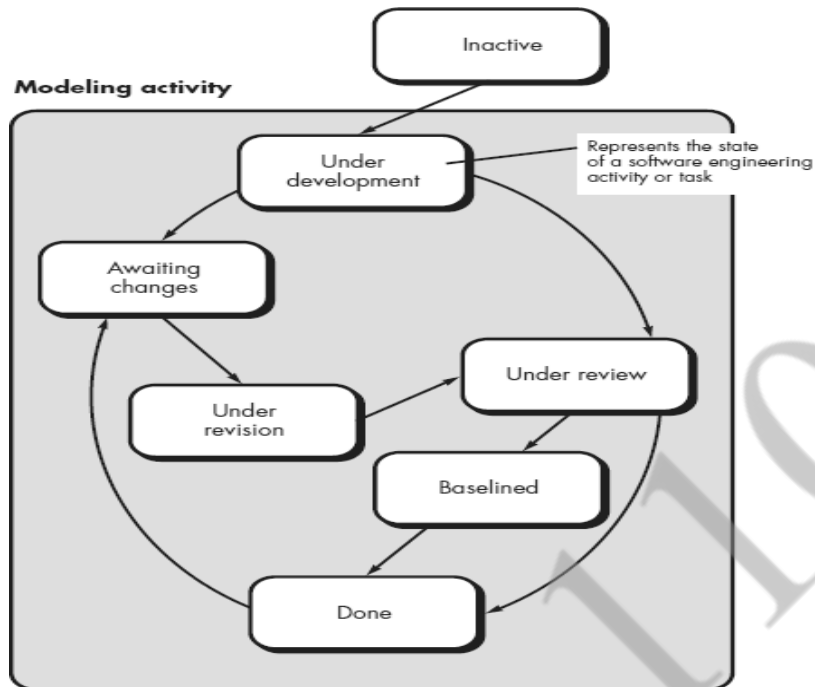 Inactive
Modeling activity
Under
development
Represents the state
of a software engineering
activity or task
Awaiting
changes
Under review
Under
revision
Baselined
Done